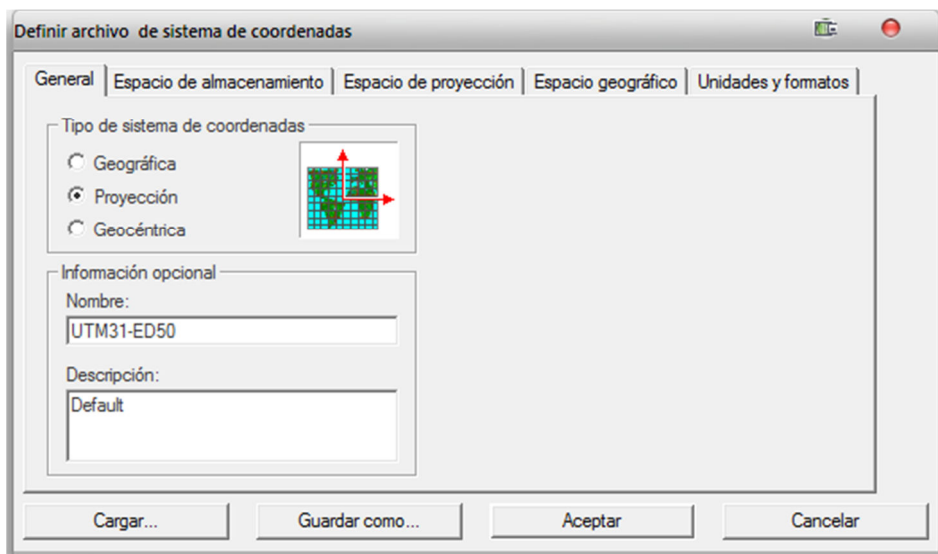 Definir archivo  de sistema de coordenadas
General Espacio de almacenamiento Espacio de proyección Espacio geográfico Unidades y formatos
Tipo de sistema de coordenadas
Geográfica
Proyección
Geocéntrica
Información opcional
Nombre:
UTM31-ED50
Descripción:
Default
Cargar... Guardar como... Aceptar Cancelar